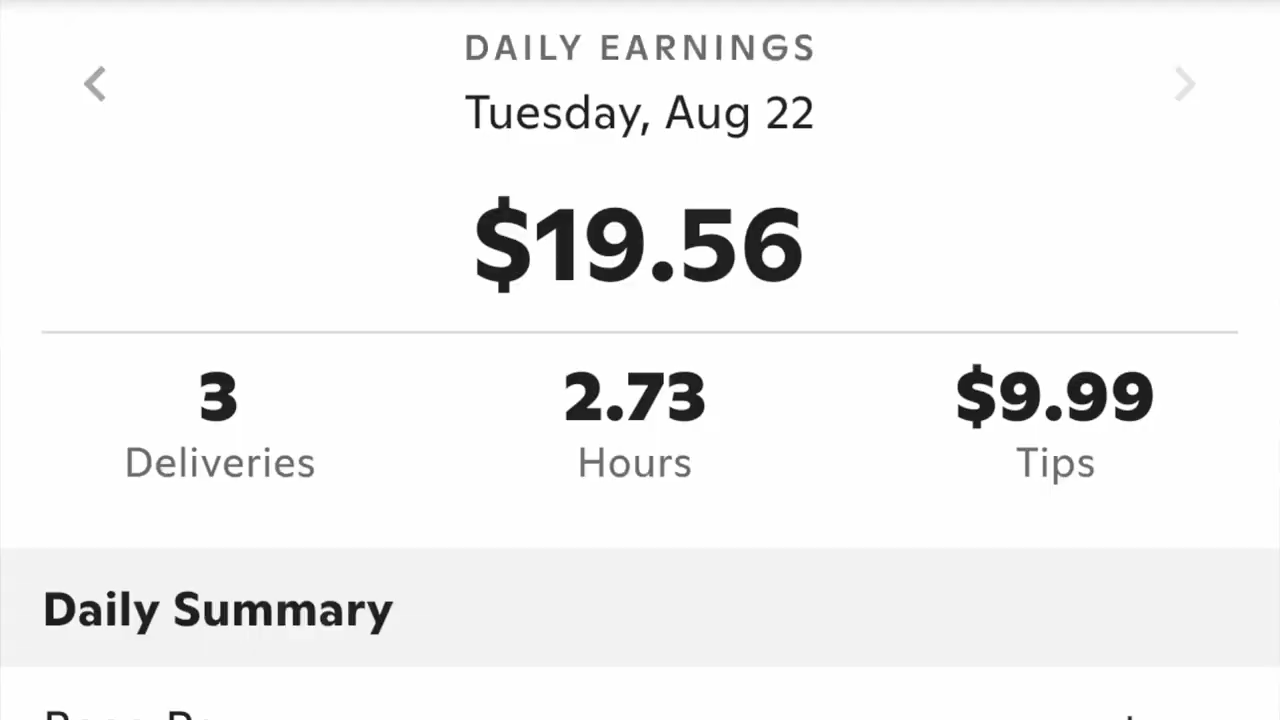 DAILY EARNINGS
Tuesday, Aug 22
$19.56
3
Deliveries
2.73
Hours
$9.99
Tips
Daily Summary